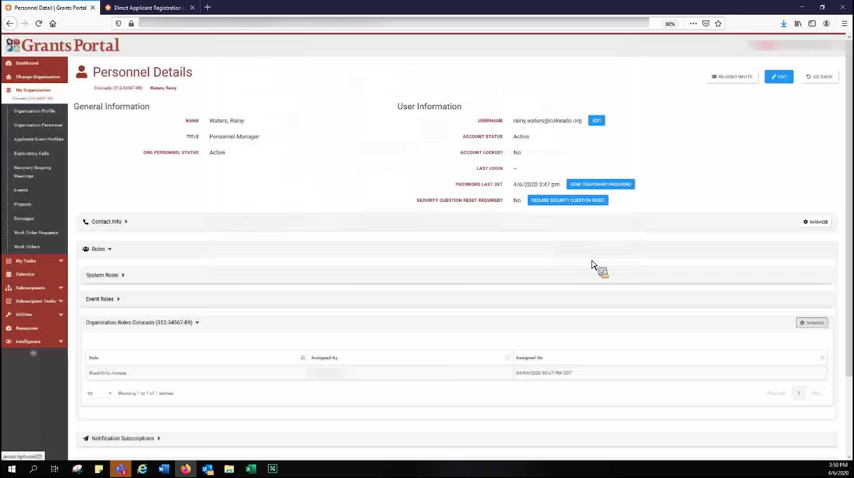 Personnel Detail | Grants Portal
Direct Applicant Registration |
80%
Grants Portal
Dashboard
Change Organization
My Organization
Organization Profile
Organization Personnel
Applicant Event Profiles
Exploratory Calls
Recovery Scoping
Meetings
Events
Projects
Damages
Work Order Requests
Work Orders
My Tasks
Calendar
Subrecipients
Subrecipient Tasks
Utilities
Resources
Intelligence
Personnel Details
Colorado (312-34567-89) Waters, Rainy
RE-SEND INVITE
EDIT
GO BACK
General Information
NAME Waters, Rainy
TITLE Personnel Manager
ORG PERSONNEL STATUS Active
User Information
USERNAME rainy.waters@colorado.org EDIT
ACCOUNT STATUS Active
ACCOUNT LOCKED? No
LAST LOGIN --
PASSWORD LAST SET 4/6/2020 3:47 pm SEND TEMPORARY PASSWORD
SECURITY QUESTION RESET REQUIRED? No REQUIRE SECURITY QUESTION RESET
Contact Info
MANAGE
Roles
System Roles
Event Roles
Organization Roles Colorado (312-34567-89)
MANAGE
Role Assigned By Assigned On
Read-Only Access 04/06/2020 03:47 PM CDT
10 Showing 1 to 1 of 1 entries
Previous 1 Next
Notification Subscriptions
javascript:void(0)
3:50 PM
4/6/2020